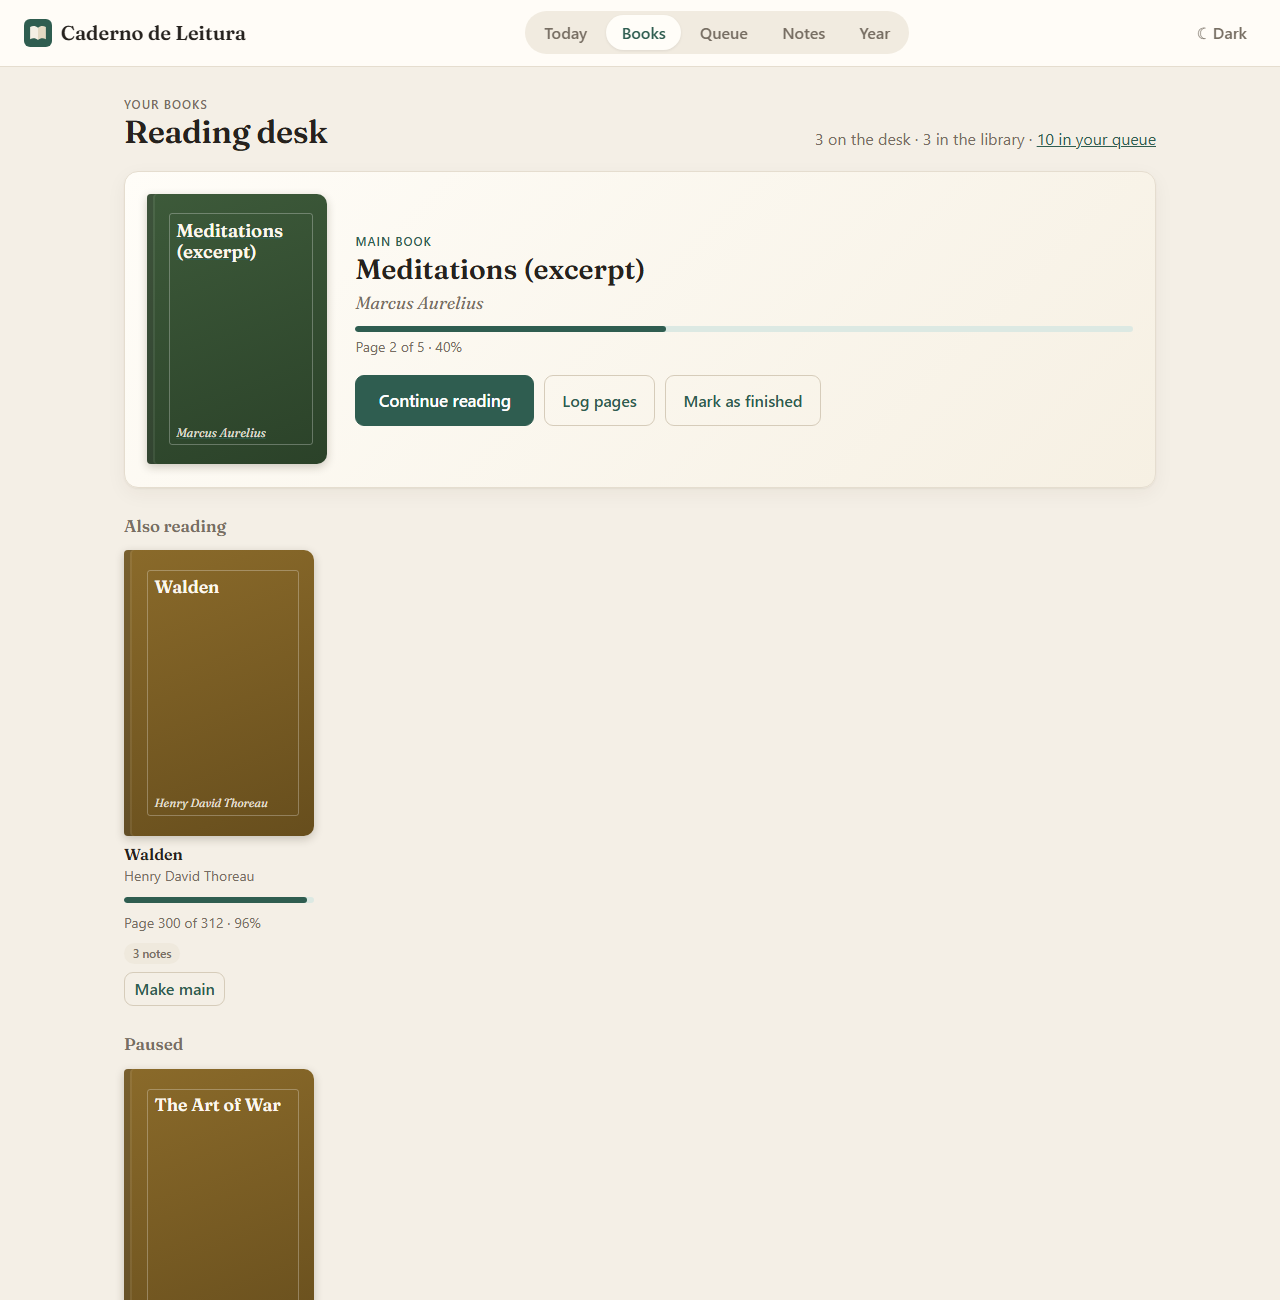 Caderno de Leitura
Today
Books
Queue
Notes
Year
☾ Dark
YOUR BOOKS
Reading desk
3 on the desk · 3 in the library · 10 in your queue
Meditations
(excerpt)
Marcus Aurelius
MAIN BOOK
Meditations (excerpt)
Marcus Aurelius
Page 2 of 5 · 40%
Continue reading
Log pages
Mark as finished
Also reading
Walden
Henry David Thoreau
Walden
Henry David Thoreau
Page 300 of 312 · 96%
3 notes
Make main
Paused
The Art of War